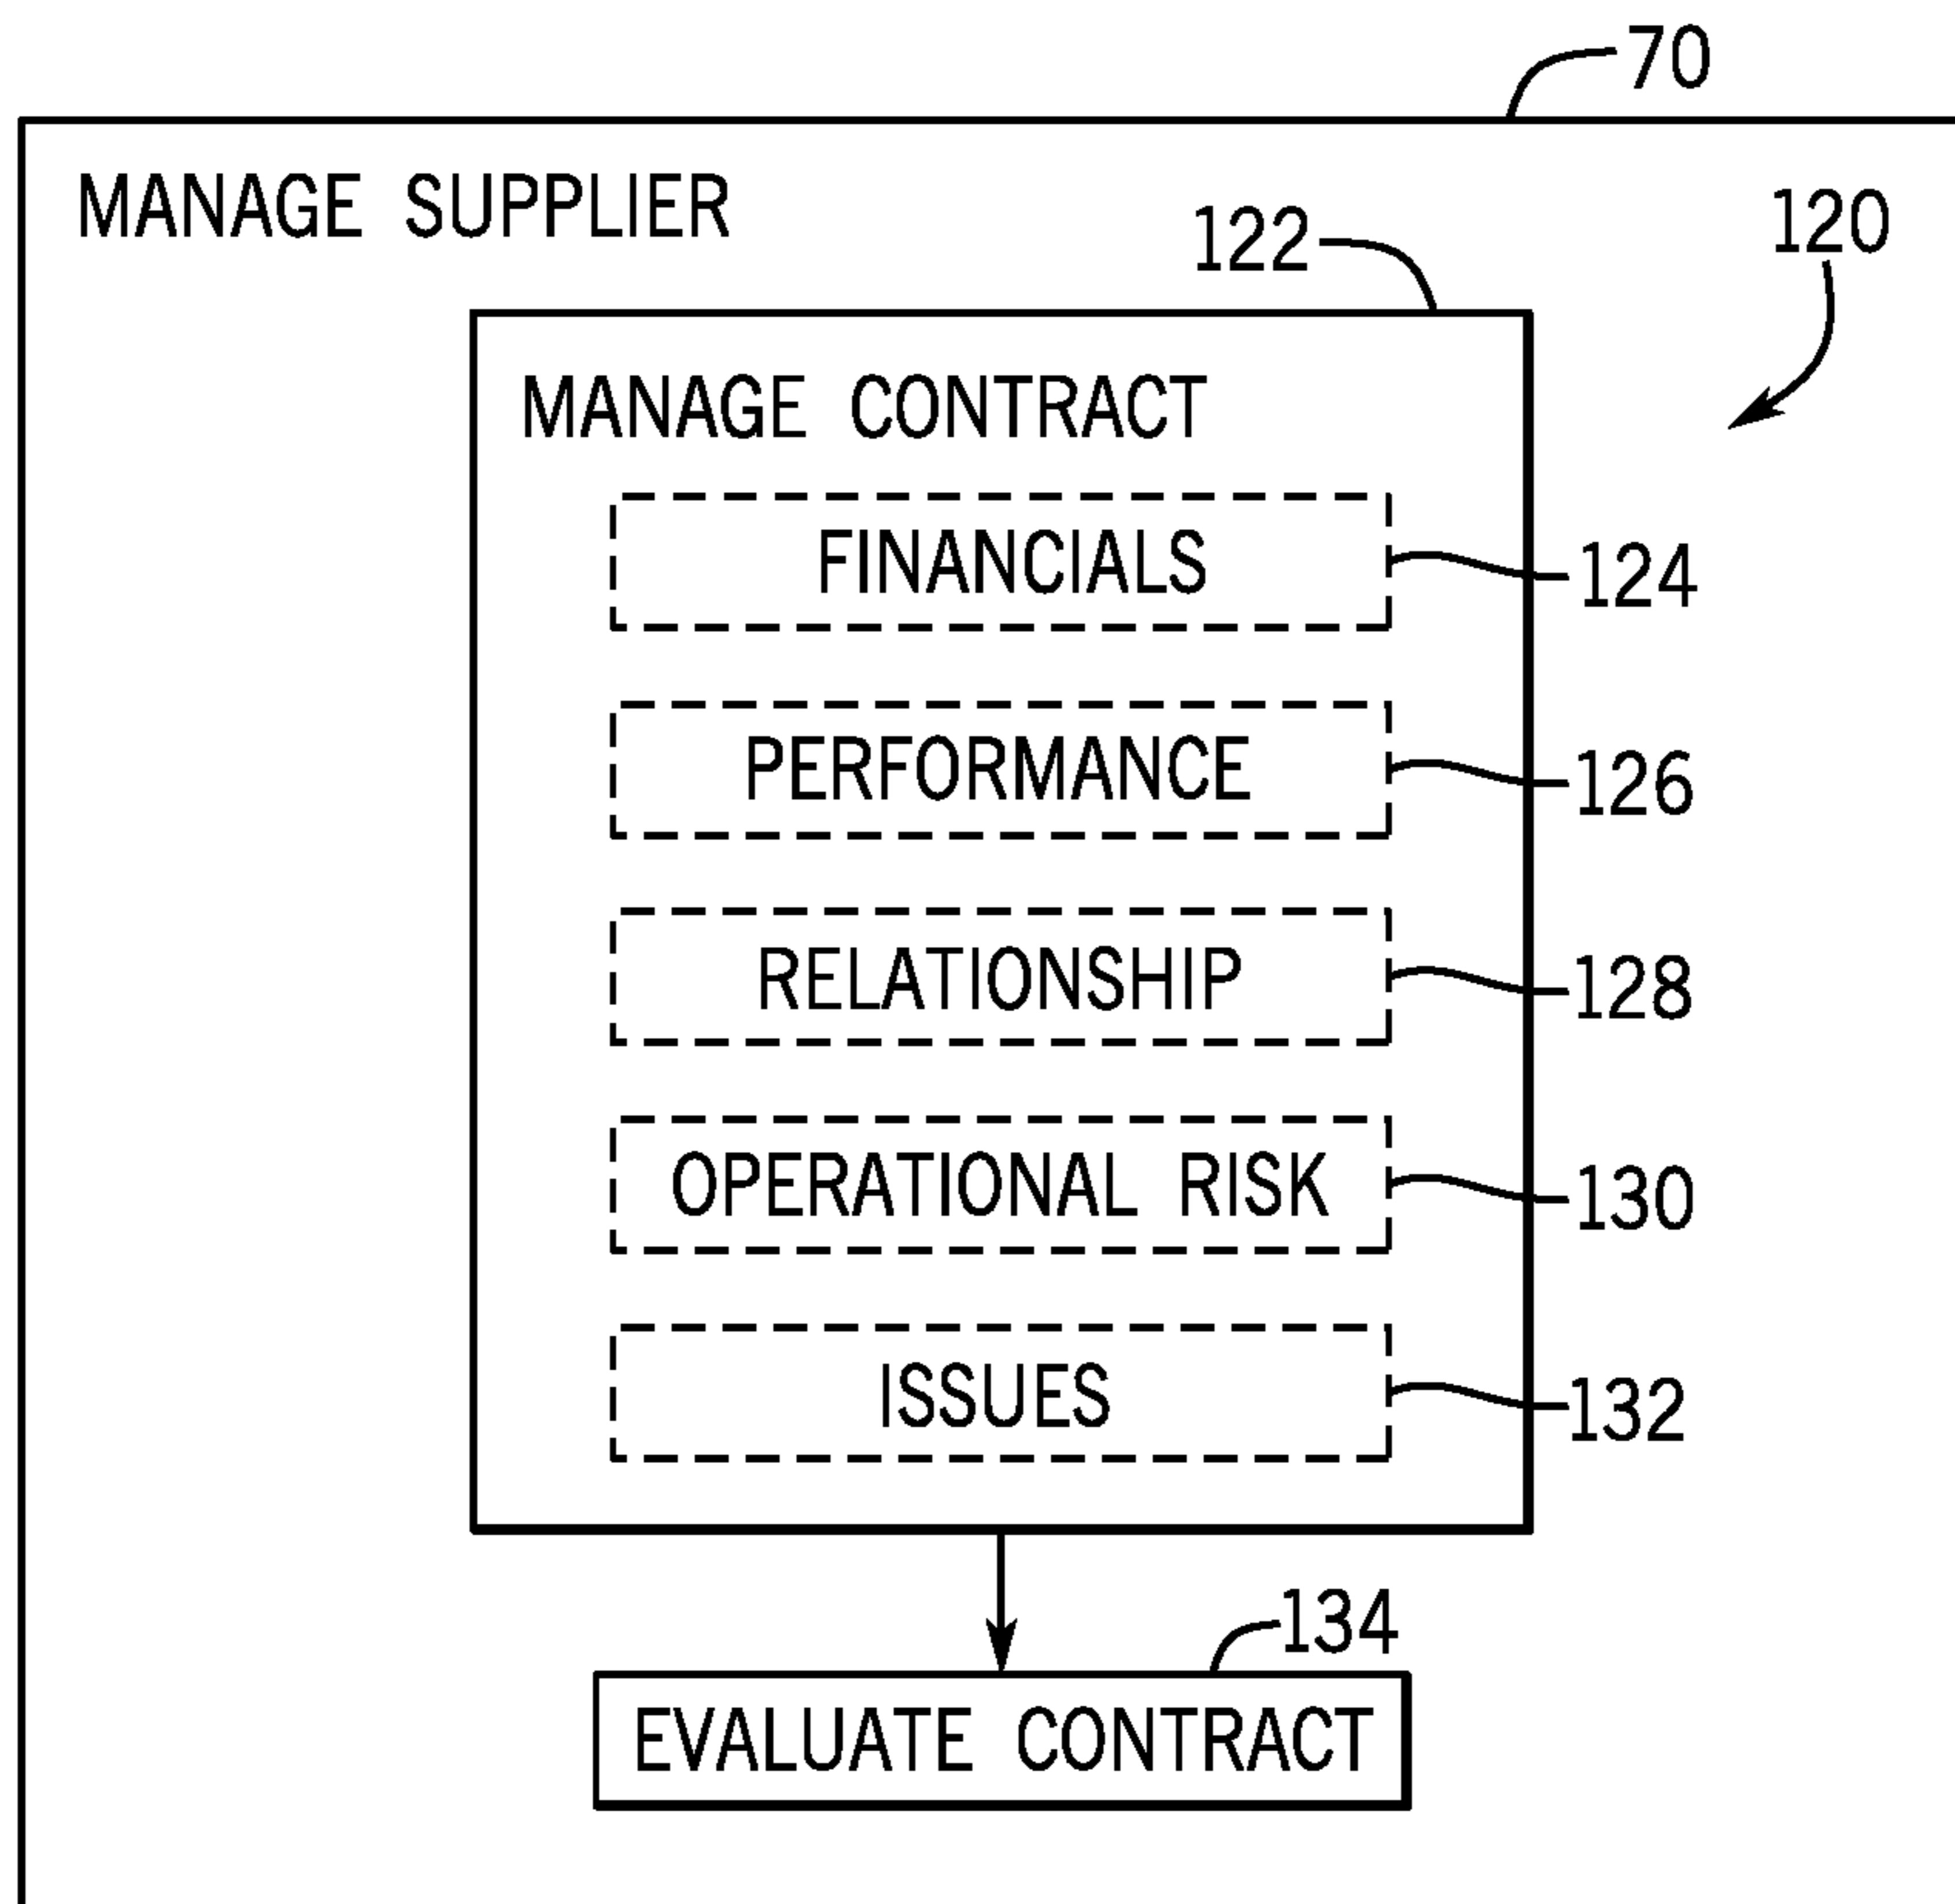 70
MANAGE SUPPLIER
120
122
MANAGE CONTRACT
FINANCIALS
124
PERFORMANCE
126
RELATIONSHIP
128
OPERATIONAL RISK
130
ISSUES
132
134
EVALUATE CONTRACT